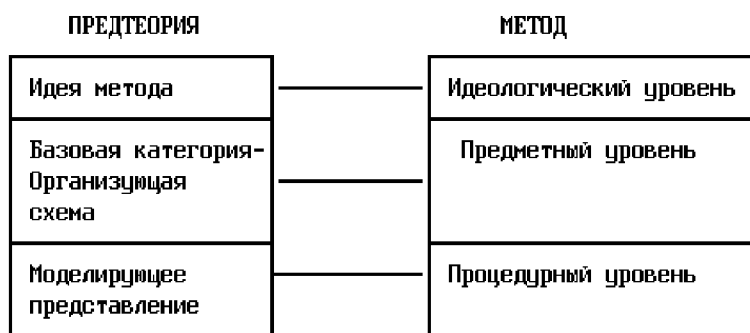 ПРЕДТЕОРИЯ
МЕТОД
Идея метода
Идеологический уровень
Базовая категория-
Организующая
схема
Предметный уровень
Моделирующее
представление
Процедурный уровень